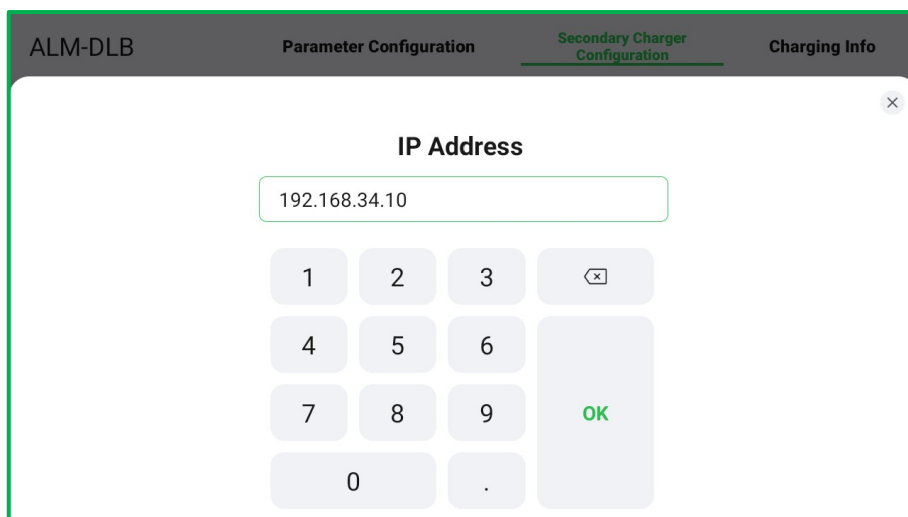 ALM-DLB
Parameter Configuration
Secondary Charger
Configuration
Charging Info
IP Address
192.168.34.10
1 2 3
4 5 6
7 8 9 OK
0 .